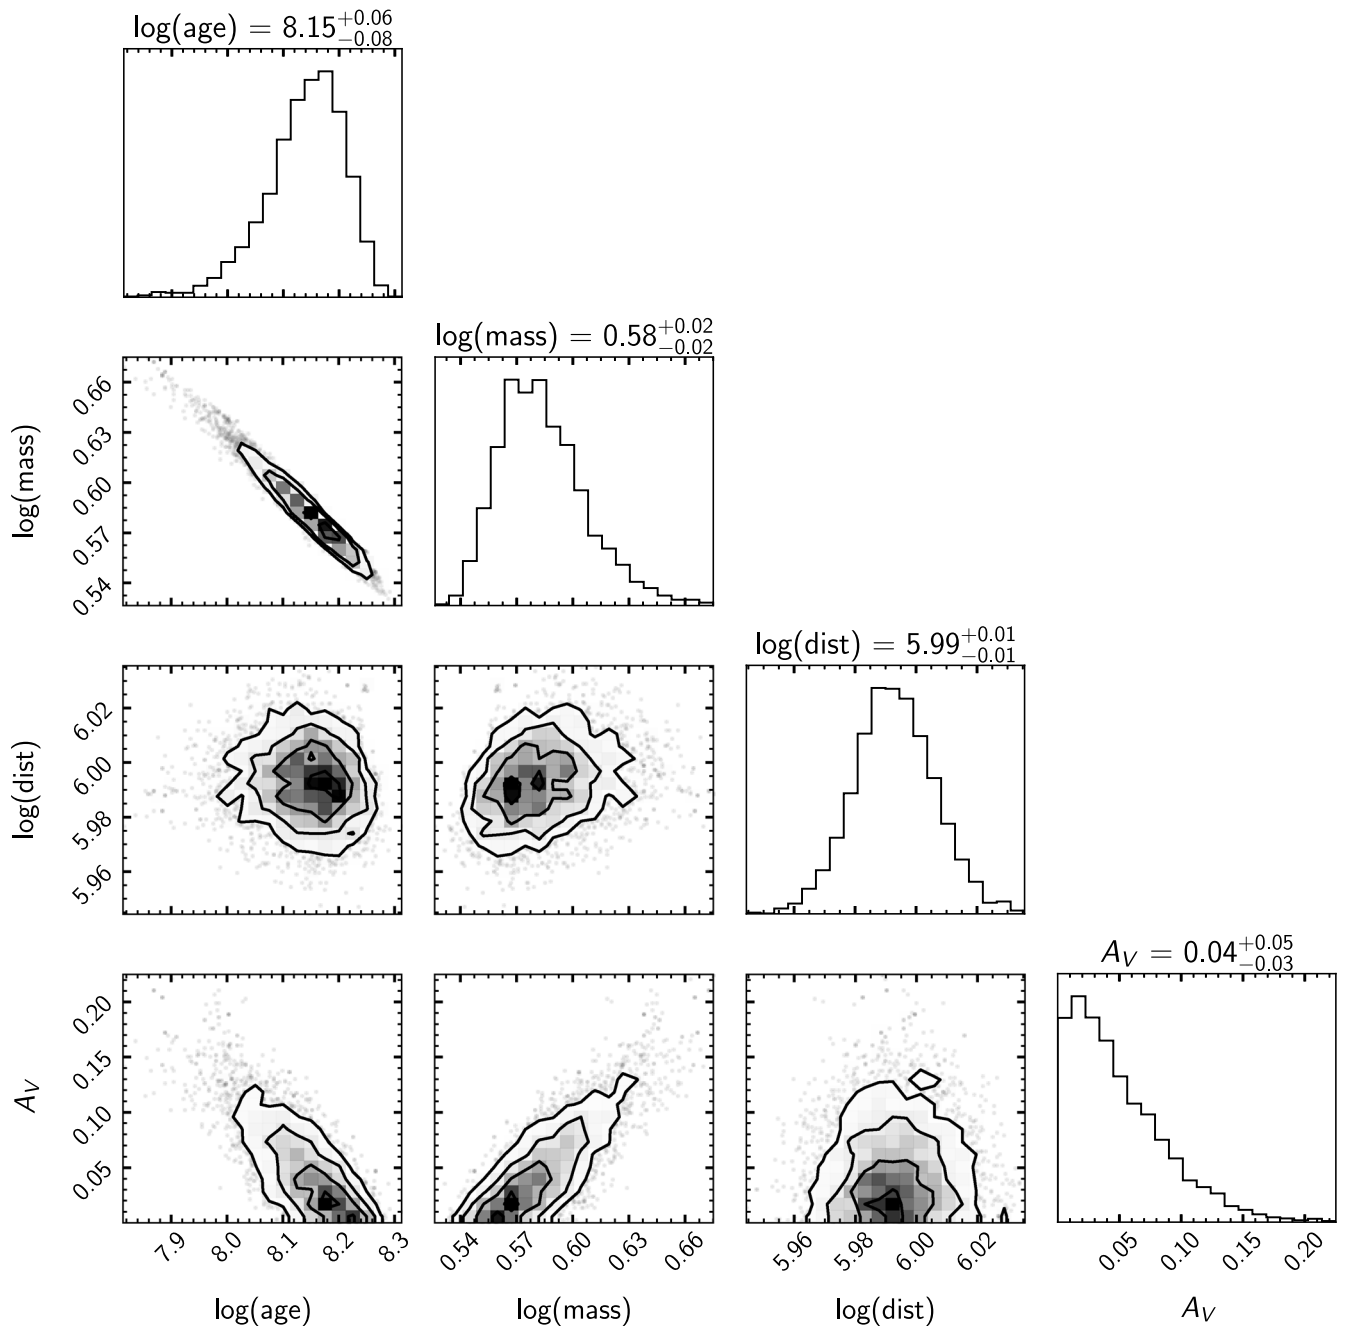 log(age) = 8.15+0.06−0.08
log(mass) = 0.58+0.02−0.02
0.66
0.63
0.60
0.57
0.54
log(mass)
log(dist) = 5.99+0.01−0.01
6.02
6.00
5.98
5.96
log(dist)
AV = 0.04+0.05−0.03
0.20
0.15
0.10
0.05
AV
7.9 8.0 8.1 8.2 8.3
0.54 0.57 0.60 0.63 0.66
5.96 5.98 6.00 6.02
0.05 0.10 0.15 0.20
log(age) log(mass) log(dist) AV